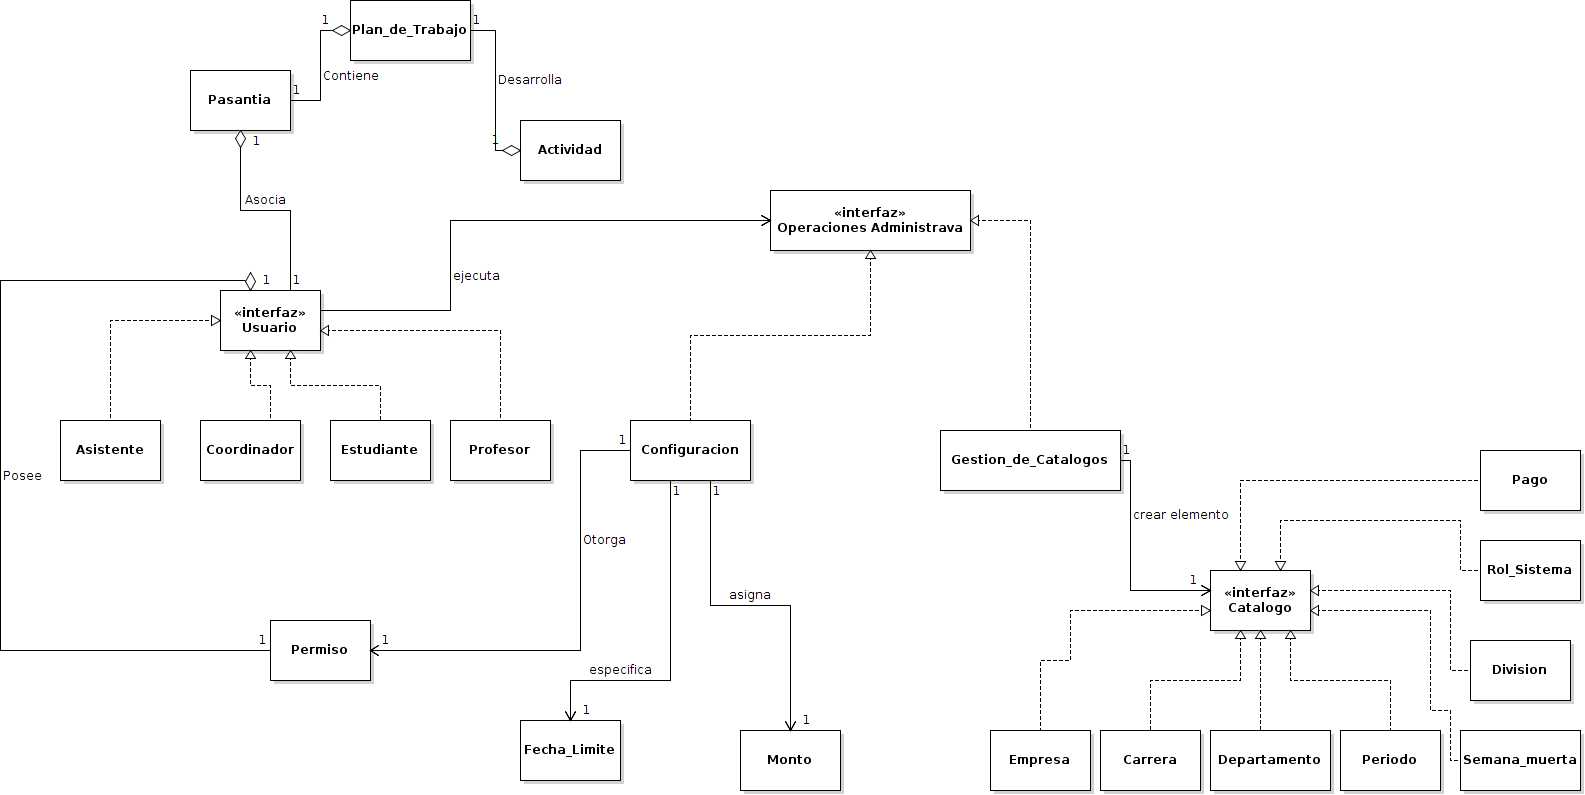 1
Plan_de_Trabajo
1
Contiene
Desarrolla
Pasantia
1
1
1
Actividad
Asocia
«interfaz»
Operaciones Administrava
1
1
ejecuta
«interfaz»
Usuario
Asistente
Coordinador
Estudiante
Profesor
1
Configuracion
1
Gestion_de_Catalogos
Posee
1
1
Pago
crear elemento
Otorga
Rol_Sistema
1
«interfaz»
Catalogo
asigna
1
Permiso
1
especifica
Division
1
Fecha_Limite
1
Monto
Empresa
Carrera
Departamento
Periodo
Semana_muerta